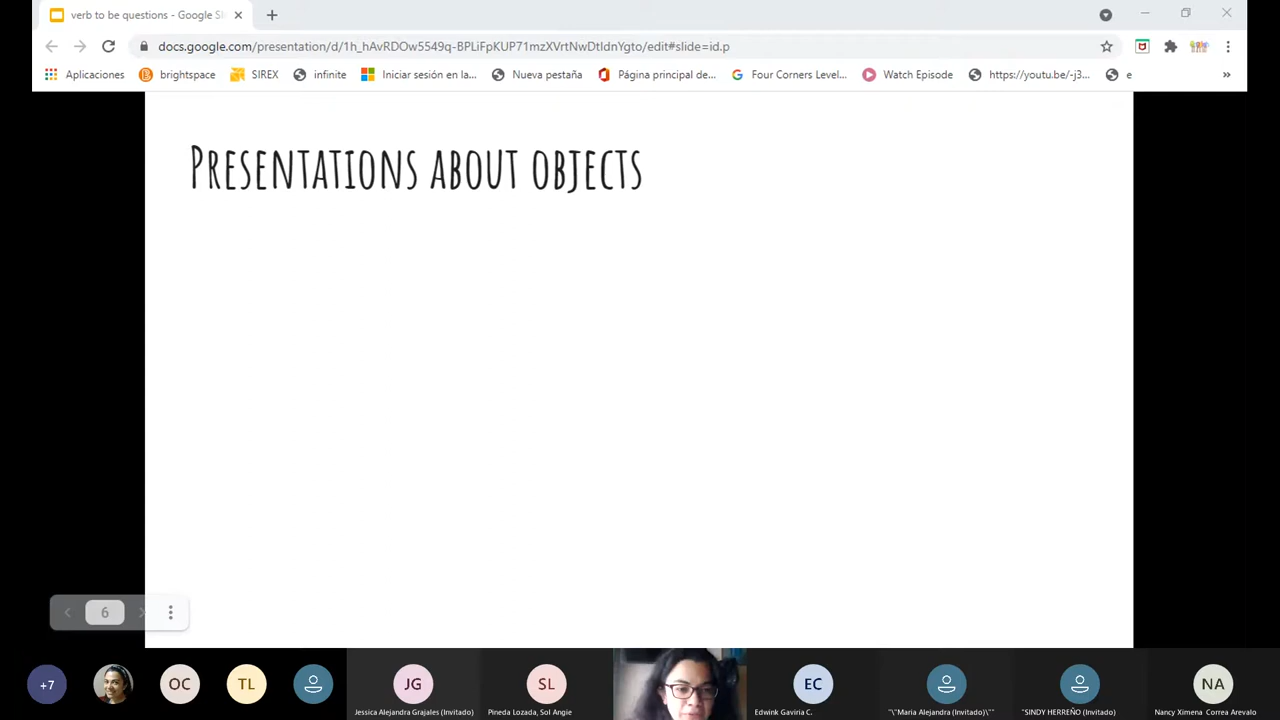 verb to be questions - Google Sl
docs.google.com/presentation/d/1h_hAvRDOw5549q-BPLiFpKUP71mzXVrtNwDtIdnYgto/edit#slide=id.p
Aplicaciones brightspace SIREX infinite Iniciar sesión en la... Nueva pestaña Página principal de... Four Corners Level... Watch Episode https://youtu.be/-j3... e »
Presentations about objects
6
+7 OC TL JG SL EC NA
Jessica Alejandra Grajales (Invitado) Pineda Lozada, Sol Angie Edwink Gaviria C. "\"Maria Alejandra (Invitado)\"" "SINDY HERREÑO (Invitado) Nancy Ximena Correa Arevalo